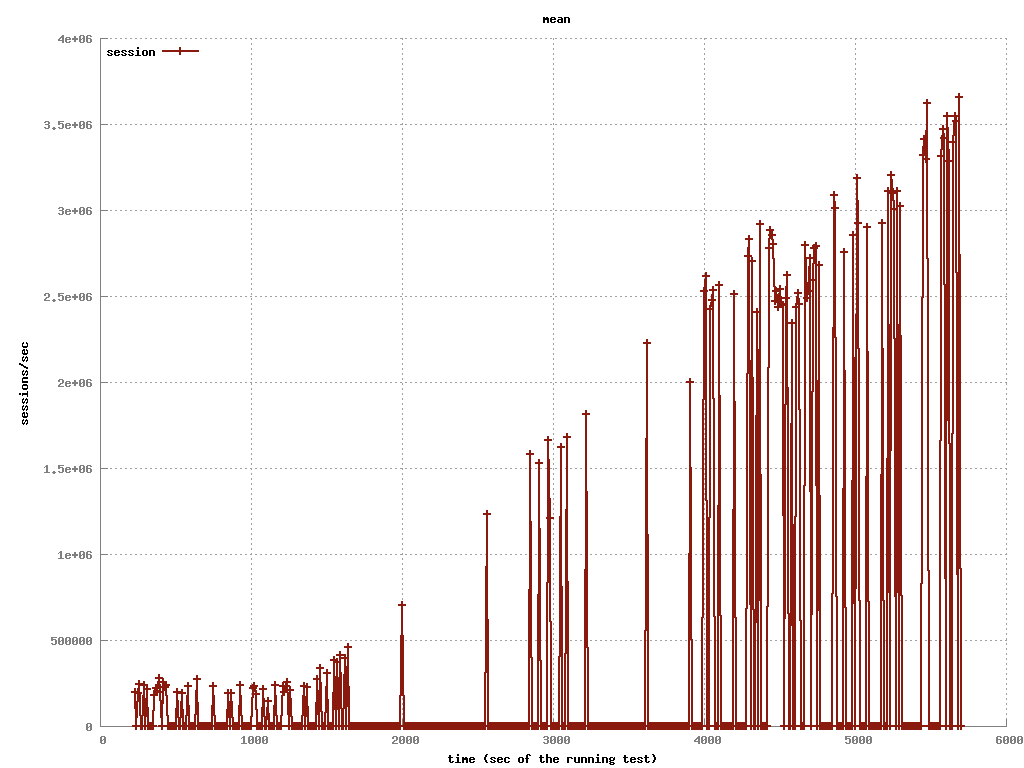 mean
session
4e+06
3.5e+06
3e+06
2.5e+06
2e+06
1.5e+06
1e+06
500000
0
sessions/sec
0 1000 2000 3000 4000 5000 6000
time (sec of the running test)